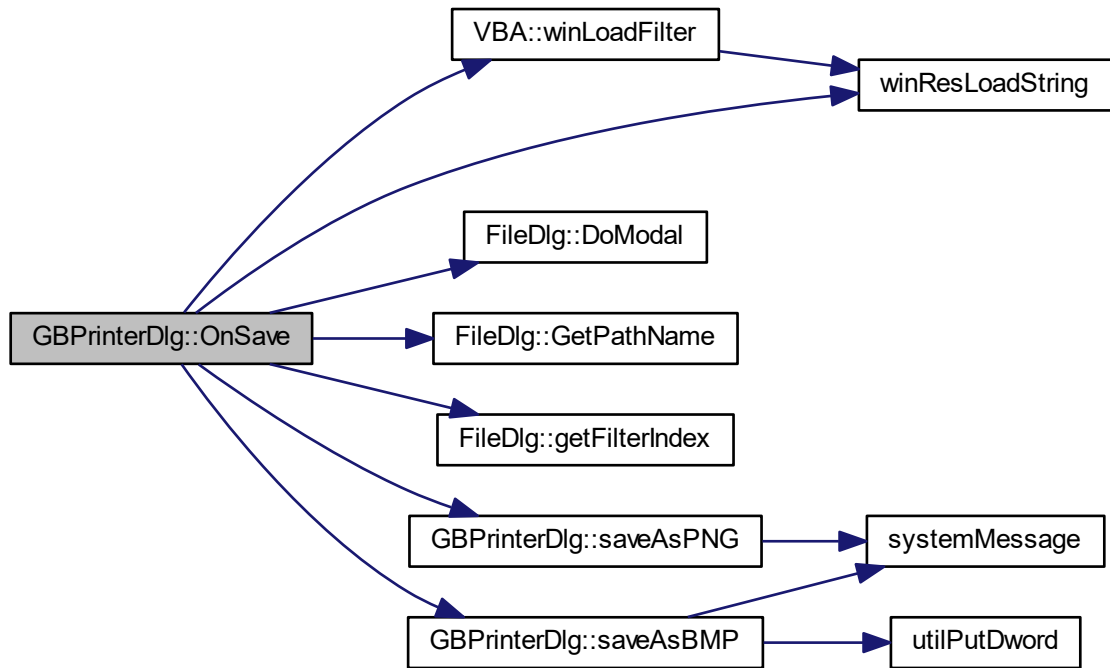 VBA::winLoadFilter
winResLoadString
FileDlg::DoModal
GBPrinterDlg::OnSave
FileDlg::GetPathName
FileDlg::getFilterIndex
GBPrinterDlg::saveAsPNG
systemMessage
GBPrinterDlg::saveAsBMP
utilPutDword